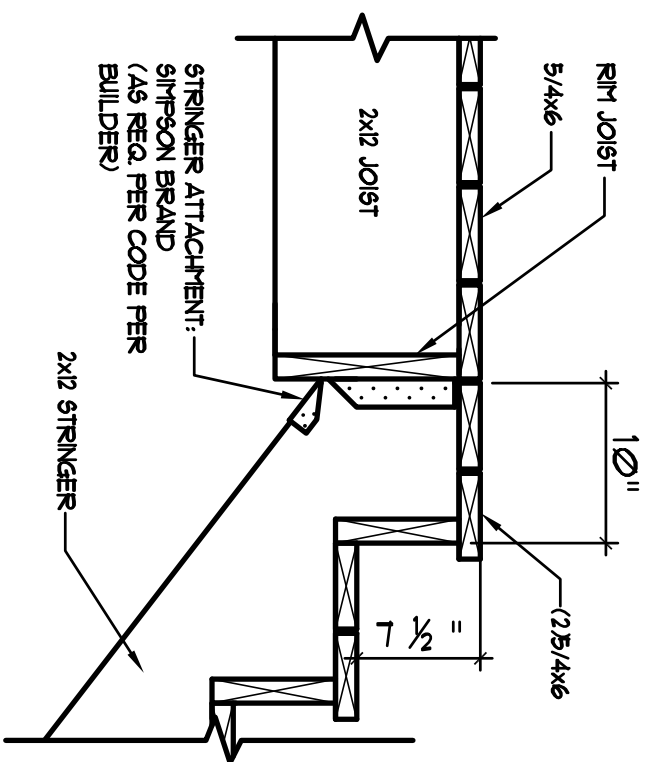 RIM JOIST
5/4x6
2x12 JOIST
STRINGER ATTACHMENT:
SIMPSON BRAND
(AS REQ. PER CODE PER
BUILDER)
2x12 STRINGER
10"
(2)5/4x6
7 ½ "